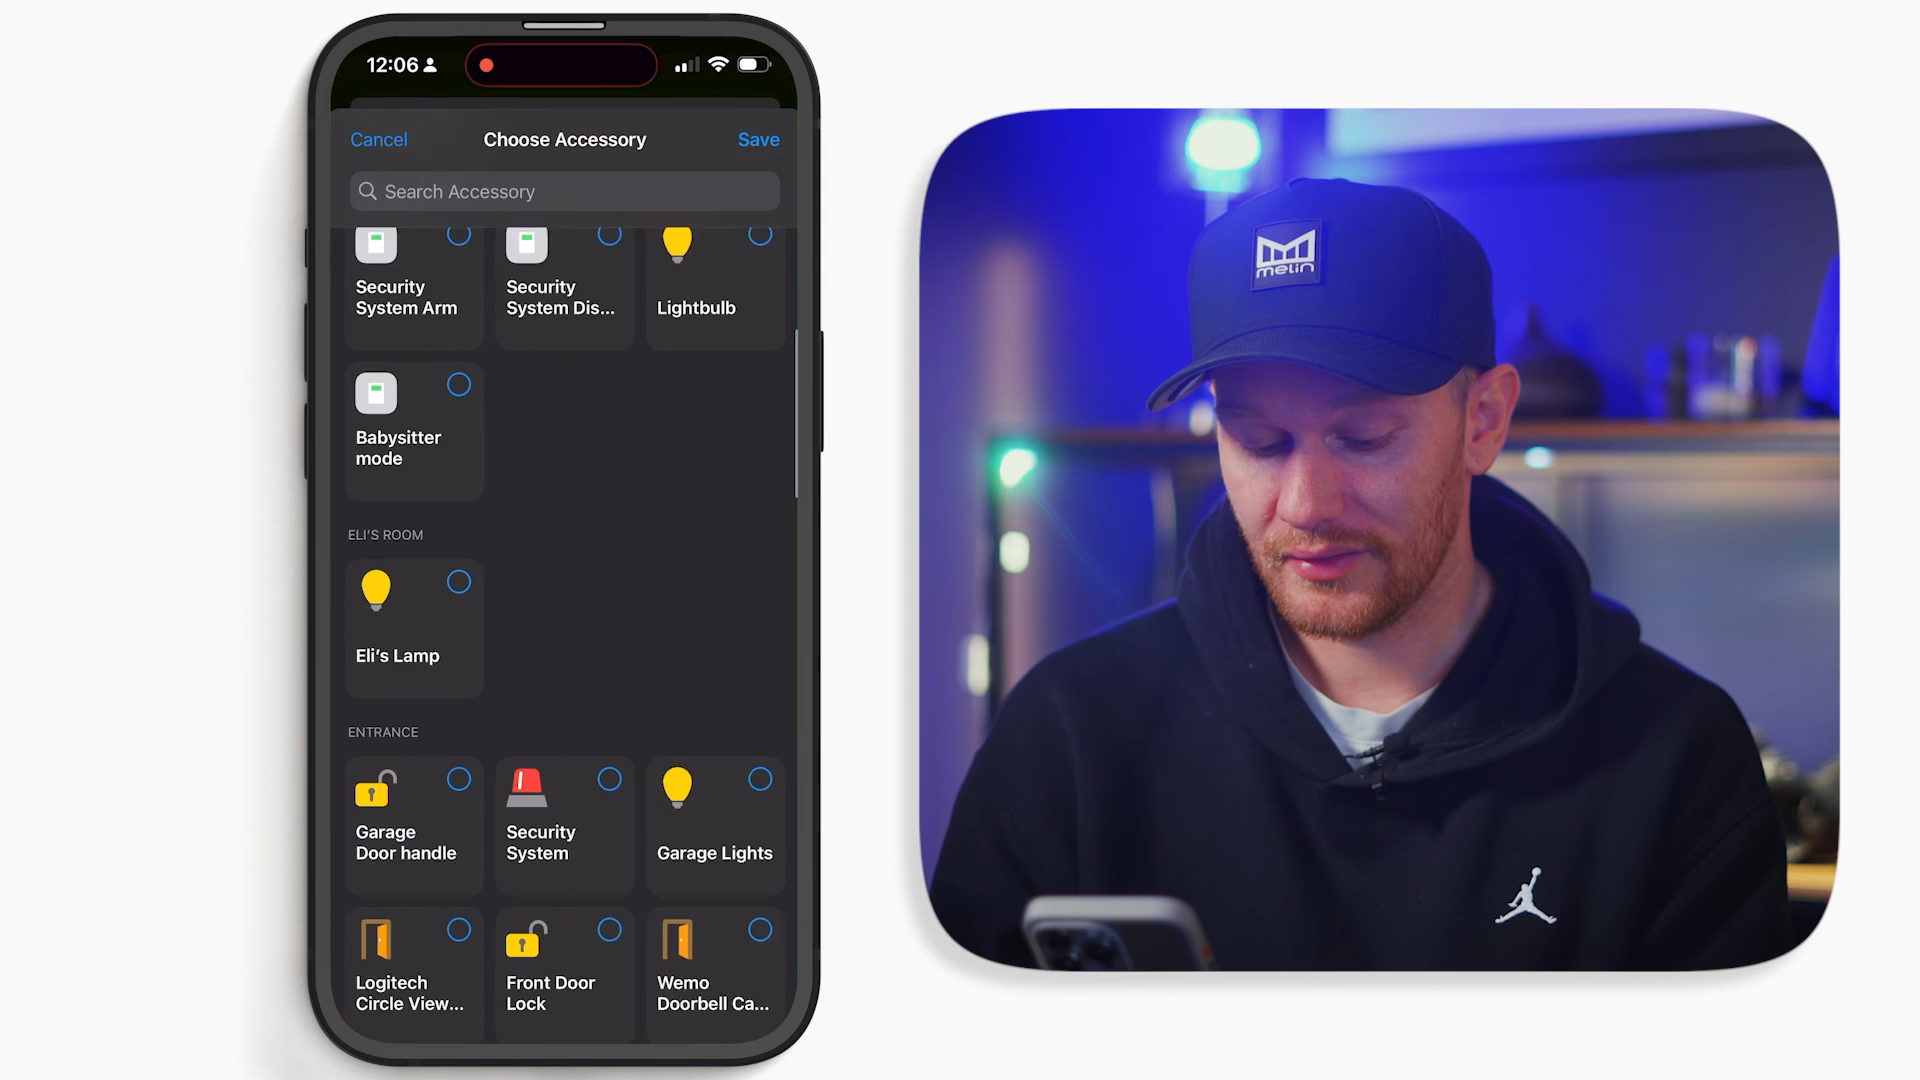 12:06
Cancel
Choose Accessory
Save
Search Accessory
Security
System Arm
Security
System Dis...
Lightbulb
Babysitter
mode
ELI'S ROOM
Eli's Lamp
ENTRANCE
Garage
Door handle
Security
System
Garage Lights
Logitech
Circle View...
Front Door
Lock
Wemo
Doorbell Ca...
melin